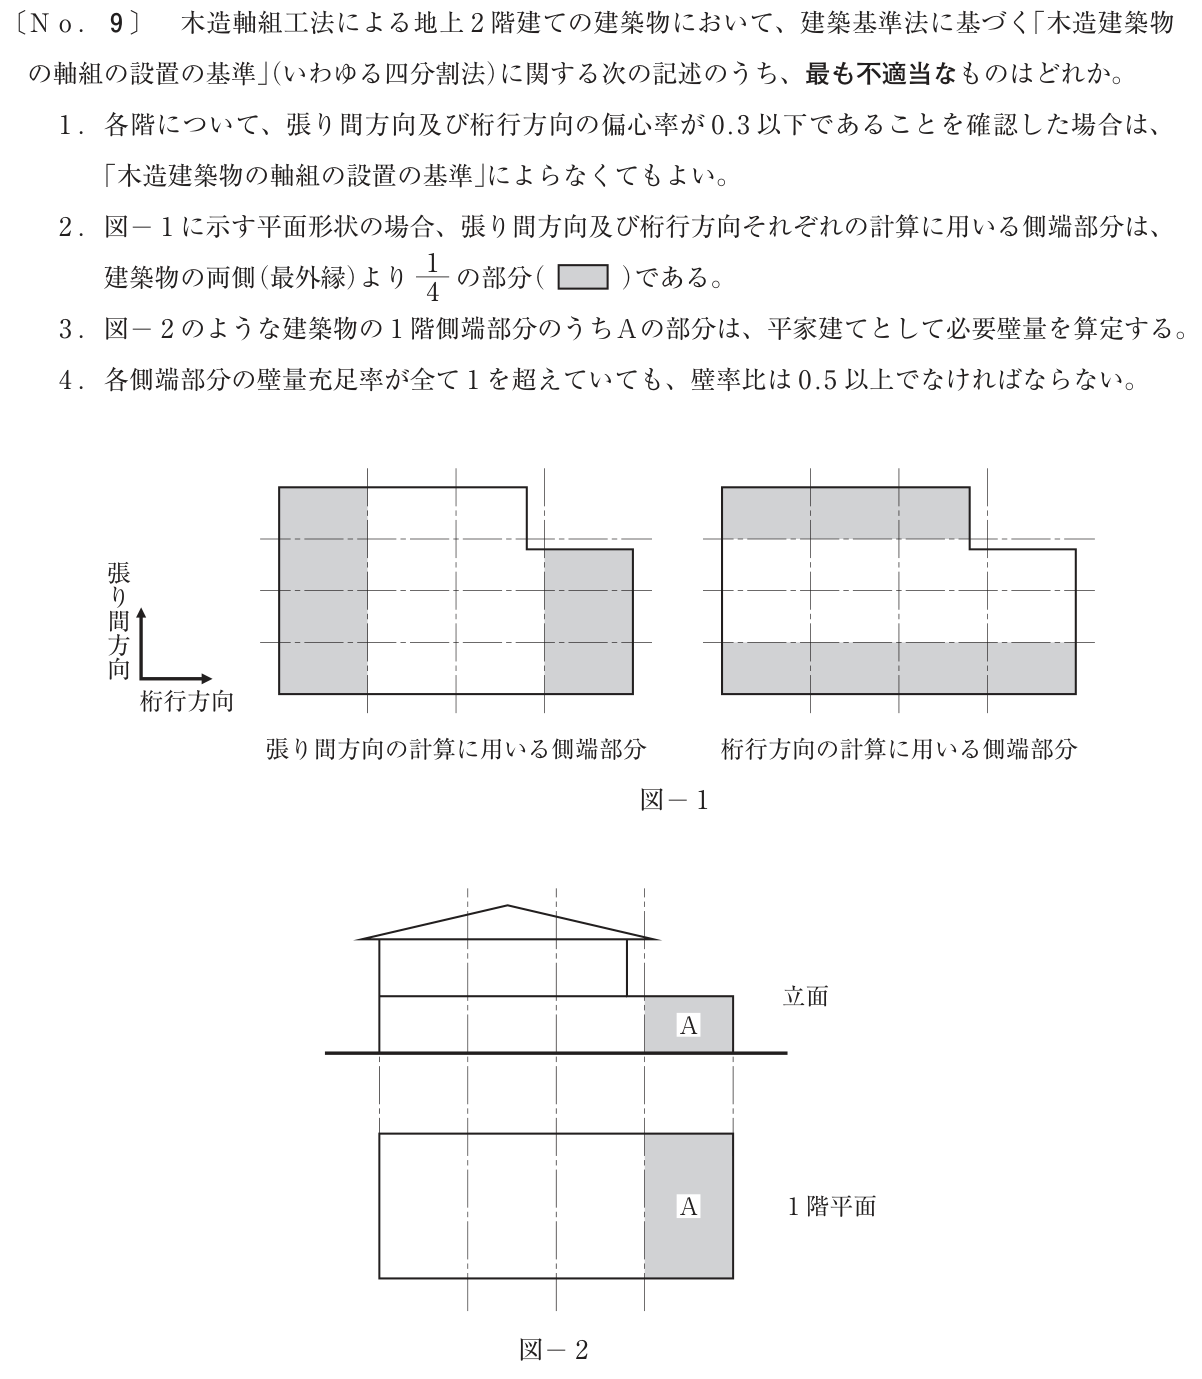 〔Ｎｏ．９〕　木造軸組工法による地上２階建ての建築物において、建築基準法に基づく「木造建築物
の軸組の設置の基準」(いわゆる四分割法)に関する次の記述のうち、最も不適当なものはどれか。
１．各階について、張り間方向及び桁行方向の偏心率が0.3以下であることを確認した場合は、
「木造建築物の軸組の設置の基準」によらなくてもよい。
２．図－１に示す平面形状の場合、張り間方向及び桁行方向それぞれの計算に用いる側端部分は、
建築物の両側(最外縁)より1/4の部分(　)である。
３．図－２のような建築物の１階側端部分のうちＡの部分は、平家建てとして必要壁量を算定する。
４．各側端部分の壁量充足率が全て１を超えていても、壁率比は0.5以上でなければならない。
張り間方向
桁行方向
張り間方向の計算に用いる側端部分
桁行方向の計算に用いる側端部分
図－１
A
立面
A
１階平面
図－２